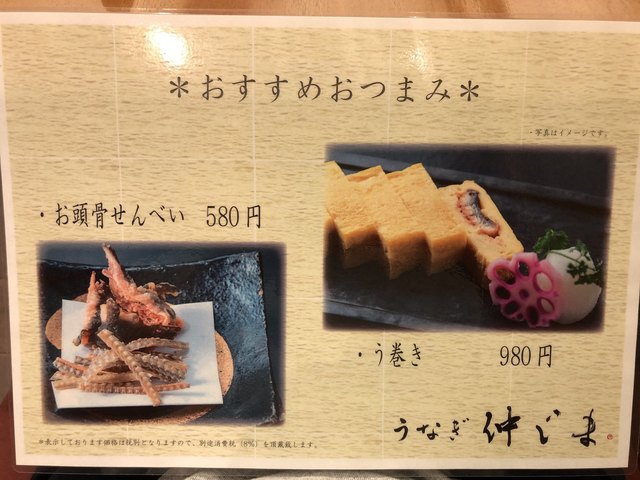 ＊おすすめおつまみ＊
・写真はイメージです。
・お頭骨せんべい 580円
・う巻き 980円
うなぎ 仲じま
＊表示しております価格は税別となりますので、別途消費税（8％）を頂戴致します。